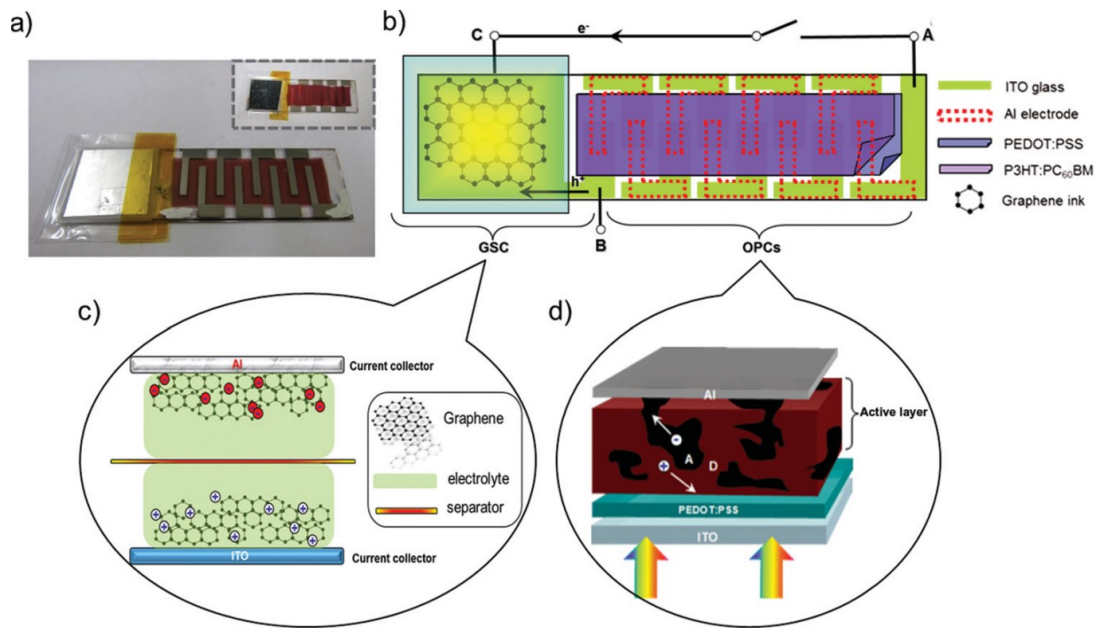 a)
b)
C
e-
A
ITO glass
Al electrode
PEDOT:PSS
P3HT:PC₆₀BM
Graphene ink
h+
B
GSC
OPCs
c)
Al
Current collector
Graphene
electrolyte
separator
ITO
Current collector
d)
Al
Active layer
A
D
PEDOT:PSS
ITO